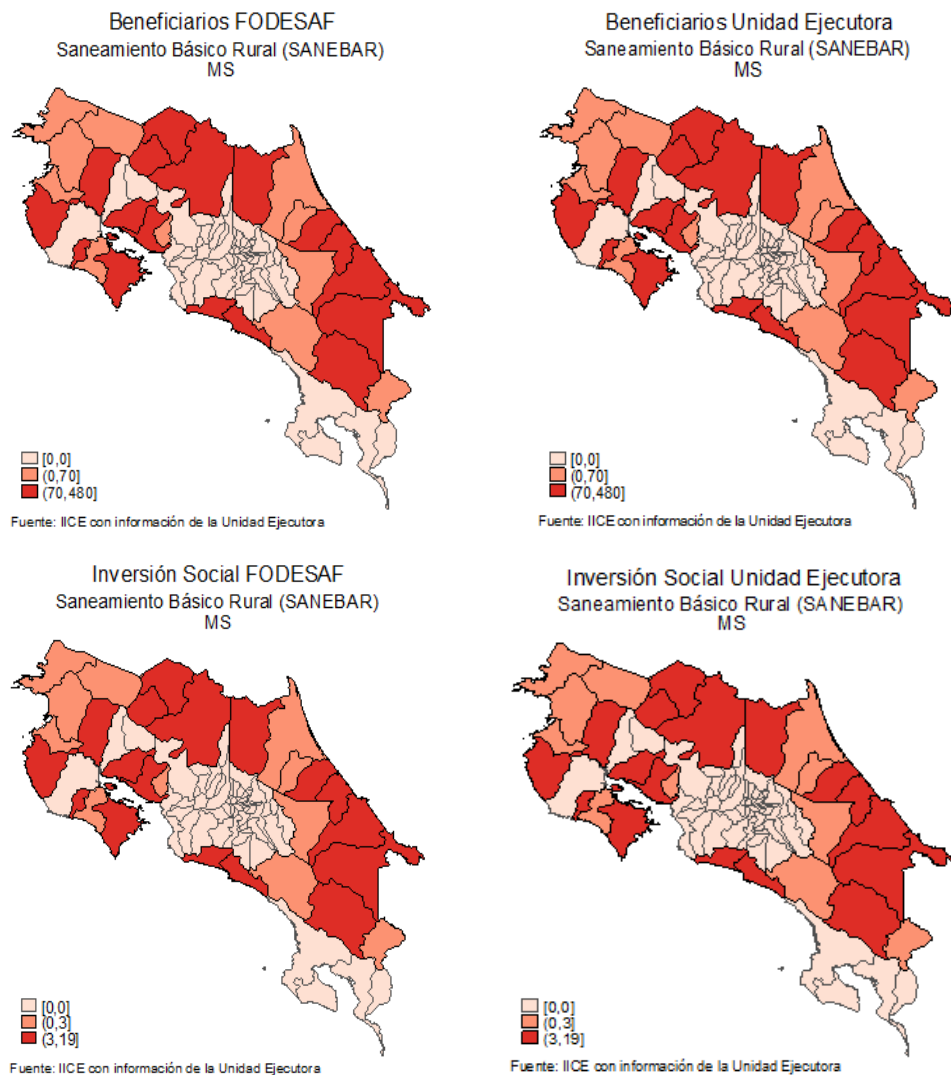 Beneficiarios FODESAF
Saneamiento Básico Rural (SANEBAR)
MS
[0,0]
(0,70]
(70,480]
Fuente: IICE con información de la Unidad Ejecutora
Beneficiarios Unidad Ejecutora
Saneamiento Básico Rural (SANEBAR)
MS
[0,0]
(0,70]
(70,480]
Fuente: IICE con información de la Unidad Ejecutora
Inversión Social FODESAF
Saneamiento Básico Rural (SANEBAR)
MS
[0,0]
(0,3]
(3,19]
Fuente: IICE con información de la Unidad Ejecutora
Inversión Social Unidad Ejecutora
Saneamiento Básico Rural (SANEBAR)
MS
[0,0]
(0,3]
(3,19]
Fuente: IICE con información de la Unidad Ejecutora